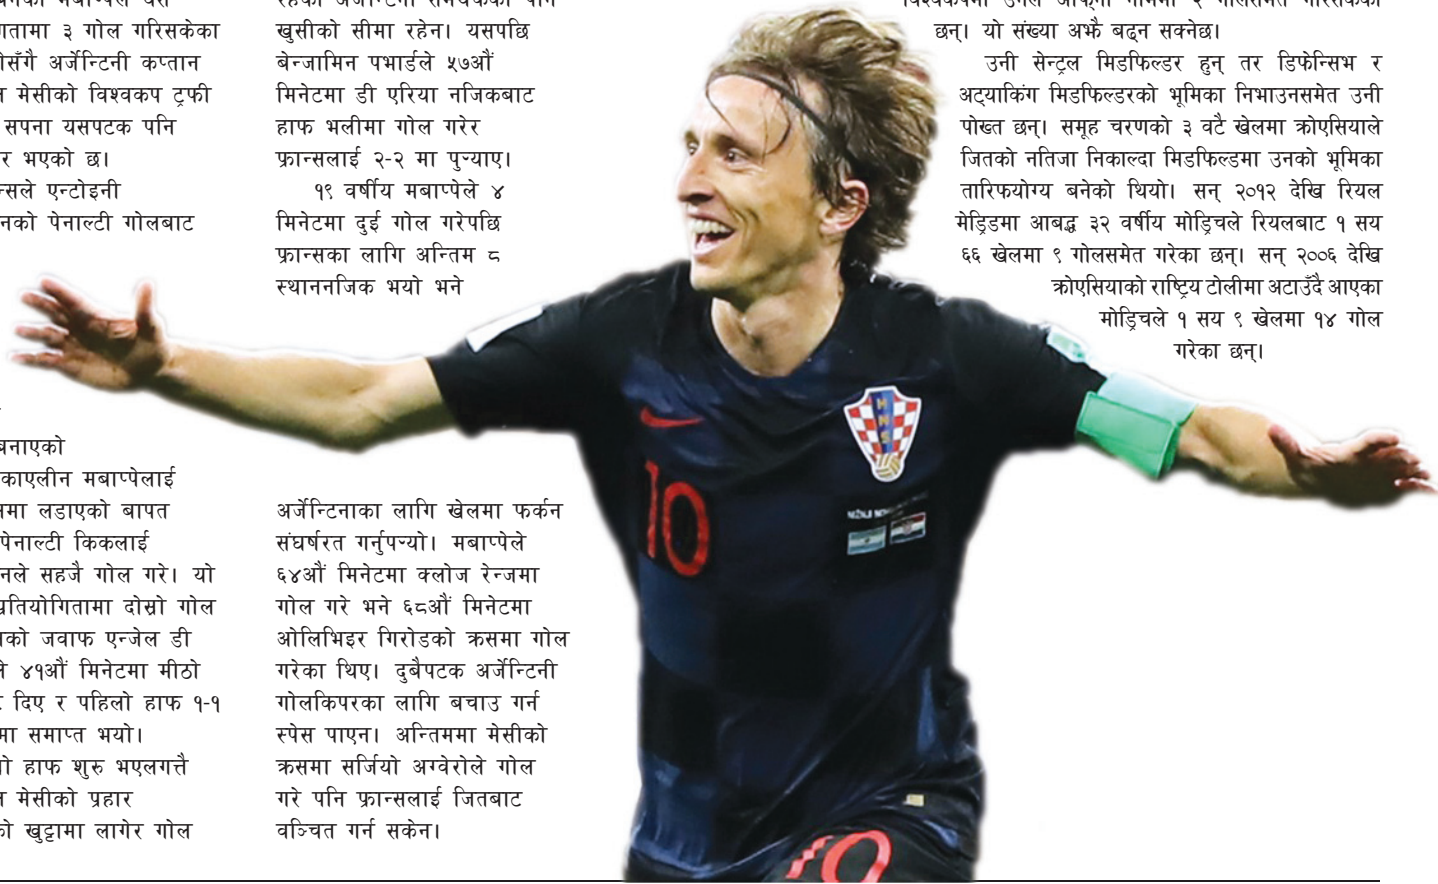 गतामा ३ गोल गरिसकेका
अर्जेन्टिनी कप्तान
मेसीको विश्वकप ट्रफी
सपना यसपटक पनि
भएको छ।
एन्टोइनी
पेनाल्टी गोलबाट
बनाएको
काएलीन मबाप्पेलाई
लडाएको बापत
पेनाल्टी किकलाई
सहजै गोल गरे। यो
दोस्रो गोल
जवाफ एन्जेल डी
४१औं मिनेटमा मीठो
दिए र पहिलो हाफ १-१
मा समाप्त भयो।
हाफ शुरु भएलगत्तै
मेसीको प्रहार
खुट्टामा लागेर गोल
खुसीको सीमा रहेन। यसपछि
बेन्जामिन पभार्डले ५७औं
मिनेटमा डी एरिया नजिकबाट
हाफ भलीमा गोल गरेर
फ्रान्सलाई २-२ मा पुऱ्याए।
१९ वर्षीय मबाप्पेले ४
मिनेटमा दुई गोल गरेपछि
फ्रान्सका लागि अन्तिम ८
स्थाननजिक भयो भने
अर्जेन्टिनाका लागि खेलमा फर्कन
संघर्षरत गर्नुपऱ्यो। मबाप्पेले
६४औं मिनेटमा क्लोज रेन्जमा
गोल गरे भने ६८औं मिनेटमा
ओलिभिइर गिरोडको क्रसमा गोल
गरेका थिए। दुबैपटक अर्जेन्टिनी
गोलकिपरका लागि बचाउ गर्न
स्पेस पाएन। अन्तिममा मेसीको
क्रसमा सर्जियो अग्वेरोले गोल
गरे पनि फ्रान्सलाई जितबाट
वञ्चित गर्न सकेन।
छन्। यो संख्या अझै बढ्न सक्नेछ।
उनी सेन्ट्रल मिडफिल्डर हुन् तर डिफेन्सिभ र
अट्याकिंग मिडफिल्डरको भूमिका निभाउनसमेत उनी
पोख्त छन्। समूह चरणको ३ वटै खेलमा क्रोएसियाले
जितको नतिजा निकाल्दा मिडफिल्डमा उनको भूमिका
तारिफयोग्य बनेको थियो। सन् २०१२ देखि रियल
मेड्रिडमा आबद्ध ३२ वर्षीय मोड्रिचले रियलबाट १ सय
६६ खेलमा ९ गोलसमेत गरेका छन्। सन् २००६ देखि
क्रोएसियाको राष्ट्रिय टोलीमा अटाउँदै आएका
मोड्रिचले १ सय ९ खेलमा १४ गोल
गरेका छन्।
HNS
10
10